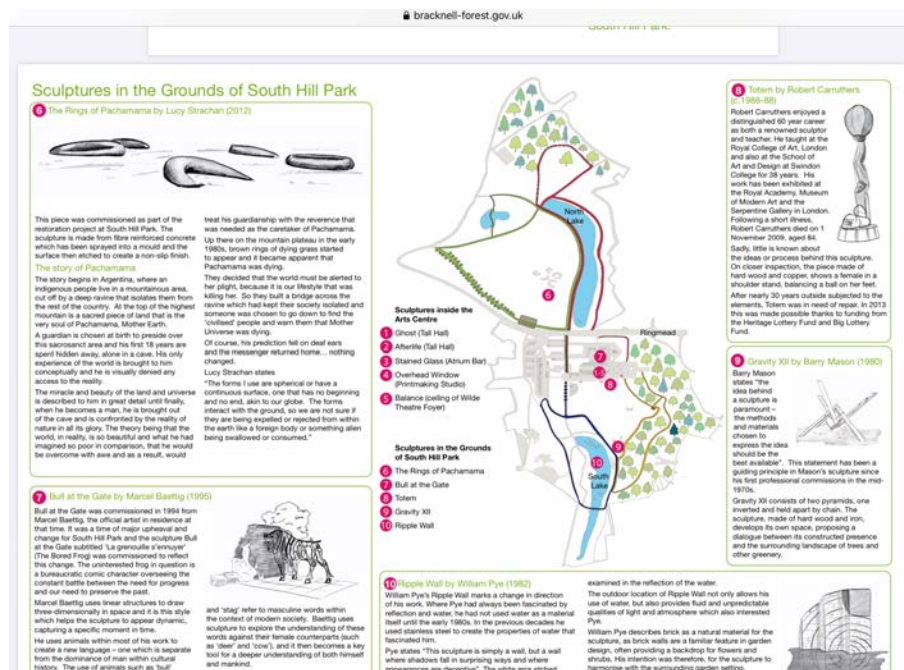 bracknell-forest.gov.uk
South Hill Park.
Sculptures in the Grounds of South Hill Park
6 The Rings of Pachamama by Lucy Strachan (2012)
This piece was commissioned as part of the
restoration project at South Hill Park. The
sculpture is made from fibre reinforced concrete
which has been sprayed into a mould and the
surface then etched to create a non-slip finish.
The story of Pachamama
The story begins in Argentina, where an
indigenous people live in a mountainous area,
cut off by a deep ravine that isolates them from
the rest of the country. At the top of the highest
mountain is a sacred piece of land that is the
very soul of Pachamama, Mother Earth.
A guardian is chosen at birth to preside over
this sacrosanct area and his first 18 years are
spent hidden away, alone in a cave. His only
experience of the world is brought to him
conceptually and he is visually denied any
access to the reality.
The miracle and beauty of the land and universe
is described to him in great detail until finally,
when he becomes a man, he is brought out
of the cave and is confronted by the reality of
nature in all its glory. The theory being that the
world, in reality, is so beautiful and what he had
imagined so poor in comparison, that he would
be overcome with awe and as a result, would
treat his guardianship with the reverence that
was needed as the caretaker of Pachamama.
Up there on the mountain plateau in the early
1980s, brown rings of dying grass started
to appear and it became apparent that
Pachamama was dying.
They decided that the world must be alerted to
her plight, because it is our lifestyle that was
killing her. So they built a bridge across the
ravine which had kept their society isolated and
someone was chosen to go down to find the
'civilised' people and warn them that Mother
Universe was dying.
Of course, his prediction fell on deaf ears
and the messenger returned home... nothing
changed.
Lucy Strachan states
"The forms I use are spherical or have a
continuous surface, one that has no beginning
and no end, akin to our globe. The forms
interact with the ground, so we are not sure if
they are being expelled or rejected from within
the earth like a foreign body or something alien
being swallowed or consumed."
7 Bull at the Gate by Marcel Baettig (1995)
Bull at the Gate was commissioned in 1994 from
Marcel Baettig, the official artist in residence at
that time. It was a time of major upheaval and
change for South Hill Park and the sculpture Bull
at the Gate subtitled 'La grenouille s'ennuyer'
(The Bored Frog) was commissioned to reflect
this change. The uninterested frog in question is
a bureaucratic comic character overseeing the
constant battle between the need for progress
and our need to preserve the past.
Marcel Baettig uses linear structures to draw
three-dimensionally in space and it is this style
which helps the sculpture to appear dynamic,
capturing a specific moment in time.
He uses animals within most of his work to
create a new language – one which is separate
from the dominance of man within cultural
history. The use of animals such as 'bull'
and 'stag' refer to masculine words within
the context of modern society. Baettig uses
sculpture to explore the understanding of these
words against their female counterparts (such
as 'deer' and 'cow'), and it then becomes a key
tool for a deeper understanding of both himself
and mankind.
Sculptures inside the
Arts Centre
1 Ghost (Tall Hall)
2 Afterlife (Tall Hall)
3 Stained Glass (Atrium Bar)
4 Overhead Window
(Printmaking Studio)
5 Balance (ceiling of Wilde
Theatre Foyer)
Sculptures in the Grounds
of South Hill Park
6 The Rings of Pachamama
7 Bull at the Gate
8 Totem
9 Gravity XII
10 Ripple Wall
North
Lake
6
Ringmead
7
1-5
8
9
10
South
Lake
8 Totem by Robert Carruthers
(c.1986-88)
Robert Carruthers enjoyed a
distinguished 60 year career
as both a renowned sculptor
and teacher. He taught at the
Royal College of Art, London
and also at the School of
Art and Design at Swindon
College for 38 years. His
work has been exhibited at
the Royal Academy, Museum
of Modern Art and the
Serpentine Gallery in London.
Following a short illness,
Robert Carruthers died on 1
November 2009, aged 84.
Sadly, little is known about
the ideas or process behind this sculpture.
On closer inspection, the piece made of
hard wood and copper, shows a female in a
shoulder stand, balancing a ball on her feet.
After nearly 30 years outside subjected to the
elements, Totem was in need of repair. In 2013
this was made possible thanks to funding from
the Heritage Lottery Fund and Big Lottery
Fund.
9 Gravity XII by Barry Mason (1980)
Barry Mason
states "the
idea behind
a sculpture is
paramount –
the methods
and materials
chosen to
express the idea
should be the
best available". This statement has been a
guiding principle in Mason's sculpture since
his first professional commissions in the mid-
1970s.
Gravity XII consists of two pyramids, one
inverted and held apart by chain. The
sculpture, made of hard wood and iron,
develops its own space, proposing a
dialogue between its constructed presence
and the surrounding landscape of trees and
other greenery.
10 Ripple Wall by William Pye (1982)
William Pye's Ripple Wall marks a change in direction
of his work. Where Pye had always been fascinated by
reflection and water, he had not used water as a material
itself until the early 1980s. In the previous decades he
used stainless steel to create the properties of water that
fascinated him.
Pye states "This sculpture is simply a wall, but a wall
where shadows fall in surprising ways and where
appearances are deceptive". The white arca etched
examined in the reflection of the water.
The outdoor location of Ripple Wall not only allows his
use of water, but also provides fluid and unpredictable
qualities of light and atmosphere which also interested
Pye.
William Pye describes brick as a natural material for the
sculpture, as brick walls are a familiar feature in garden
design, often providing a backdrop for flowers and
shrubs. His intention was therefore, for the sculpture to
harmonise with the surrounding garden setting.